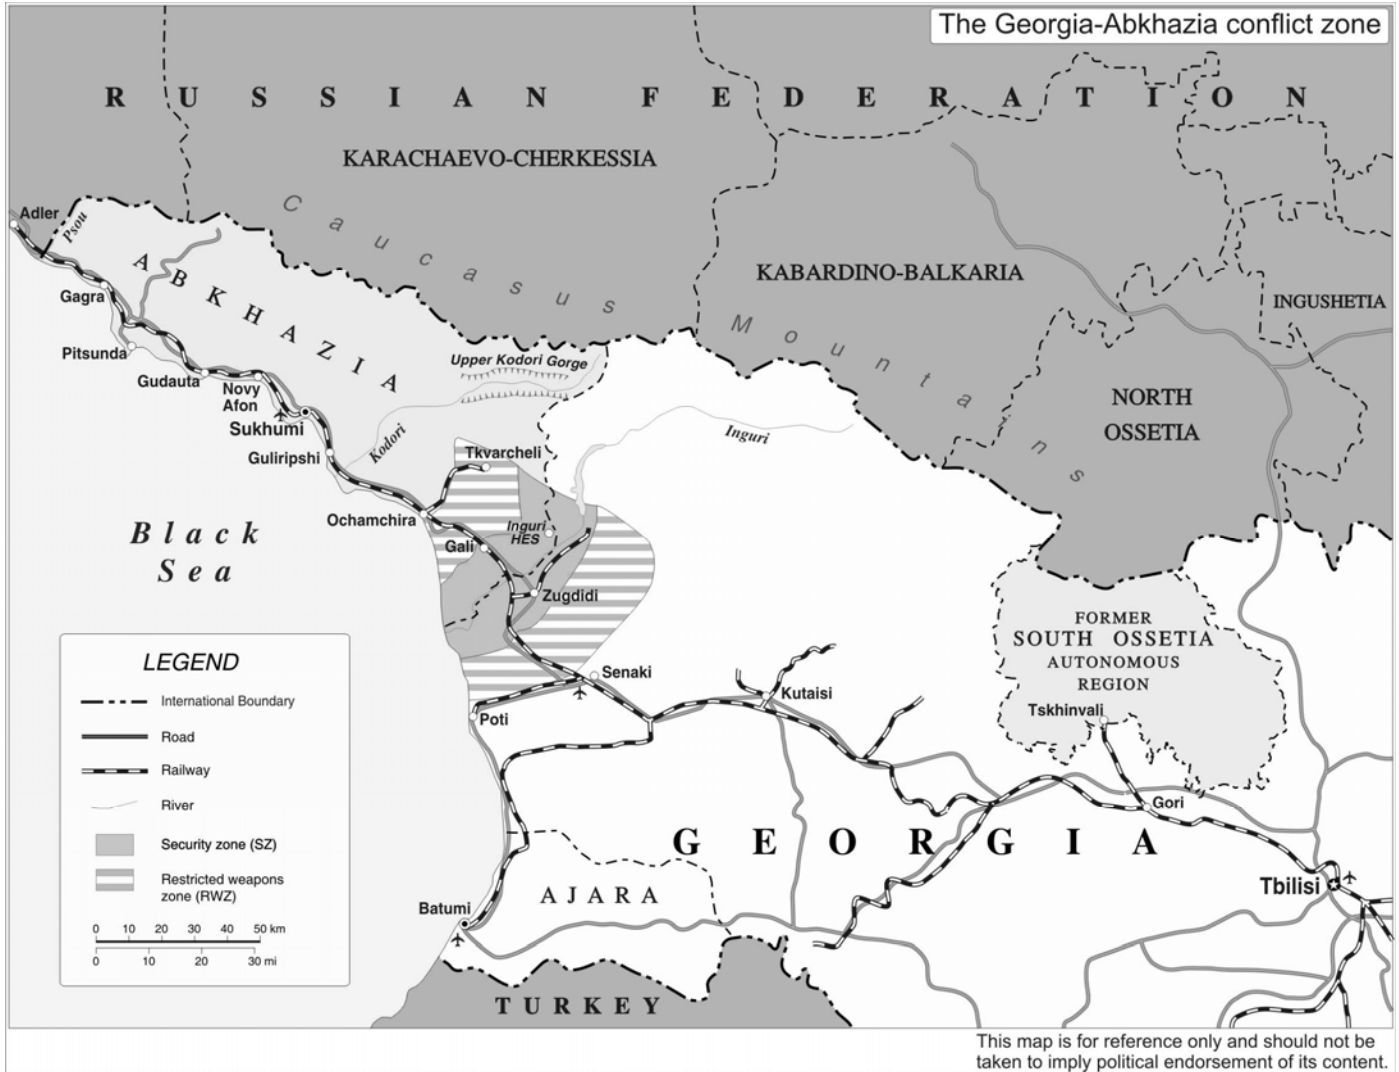 The Georgia-Abkhazia conflict zone
RUSSIAN FEDERATION
KARACHAEVO-CHERKESSIA
Caucasus Mountains
KABARDINO-BALKARIA
INGUSHETIA
NORTH
OSSETIA
Adler
Psou
ABKHAZIA
Gagra
Pitsunda
Gudauta
Novy
Afon
Sukhumi
Guliripshi
Upper Kodori Gorge
Kodori
Inguri
Tkvarcheli
Ochamchira
Inguri
HES
Gali
Zugdidi
Black
Sea
Senaki
Poti
Kutaisi
FORMER
SOUTH OSSETIA
AUTONOMOUS
REGION
Tskhinvali
Gori
GEORGIA
Tbilisi
AJARA
Batumi
TURKEY
LEGEND
International Boundary
Road
Railway
River
Security zone (SZ)
Restricted weapons
zone (RWZ)
0 10 20 30 40 50 km
0 10 20 30 mi
This map is for reference only and should not be
taken to imply political endorsement of its content.